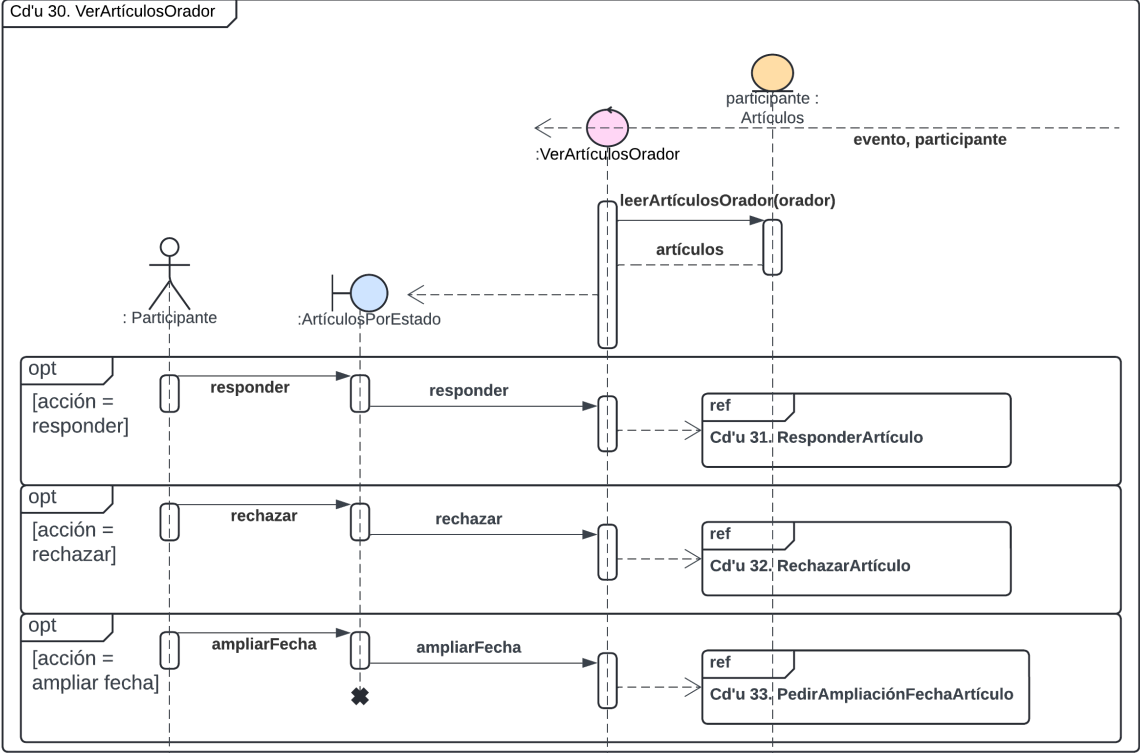 Cd'u 30. VerArtículosOrador
participante :
Artículos
evento, participante
:VerArtículosOrador
leerArtículosOrador(orador)
artículos
: Participante
:ArtículosPorEstado
opt
[acción =
responder]
responder
responder
ref
Cd'u 31. ResponderArtículo
opt
[acción =
rechazar]
rechazar
rechazar
ref
Cd'u 32. RechazarArtículo
opt
[acción =
ampliar fecha]
ampliarFecha
ampliarFecha
ref
Cd'u 33. PedirAmpliaciónFechaArtículo